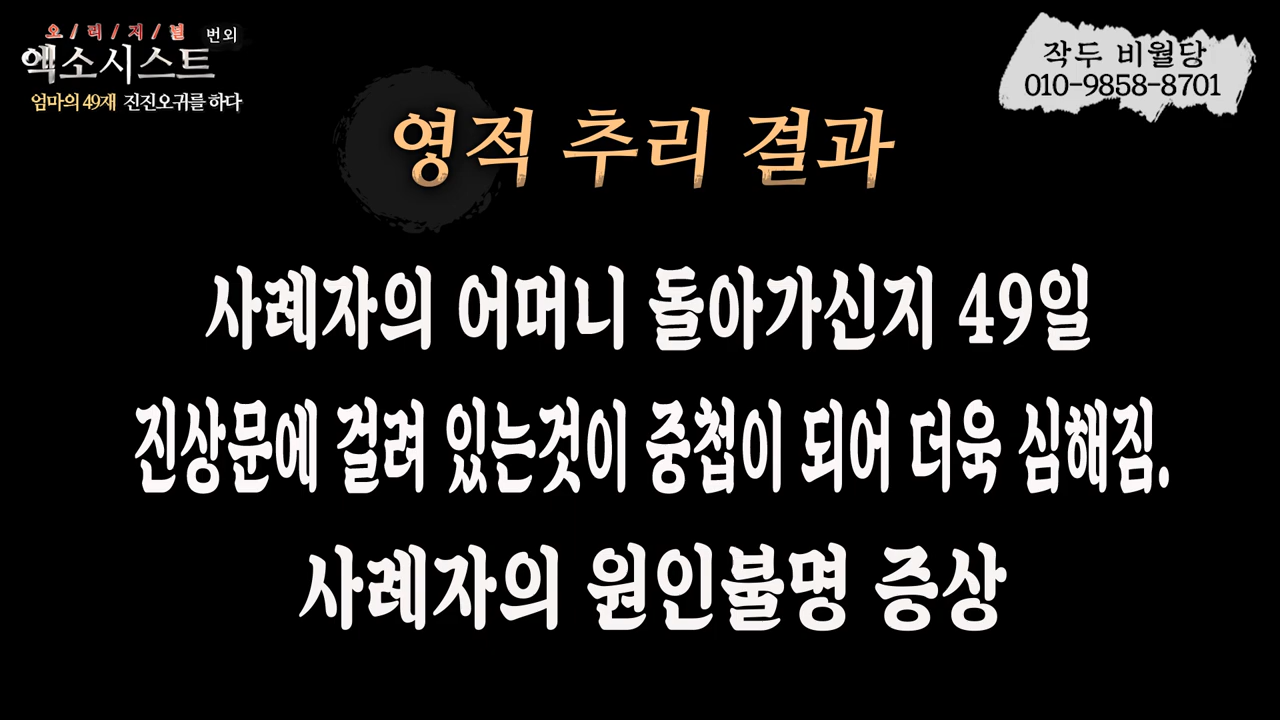 오/리/지/널 번외
엑소시스트
엄마의 49재 진진오귀를 하다
작두 비월당
010-9858-8701
영적 추리 결과
사례자의 어머니 돌아가신지 49일
진상문에 걸려 있는것이 중첩이 되어 더욱 심해짐.
사례자의 원인불명 증상